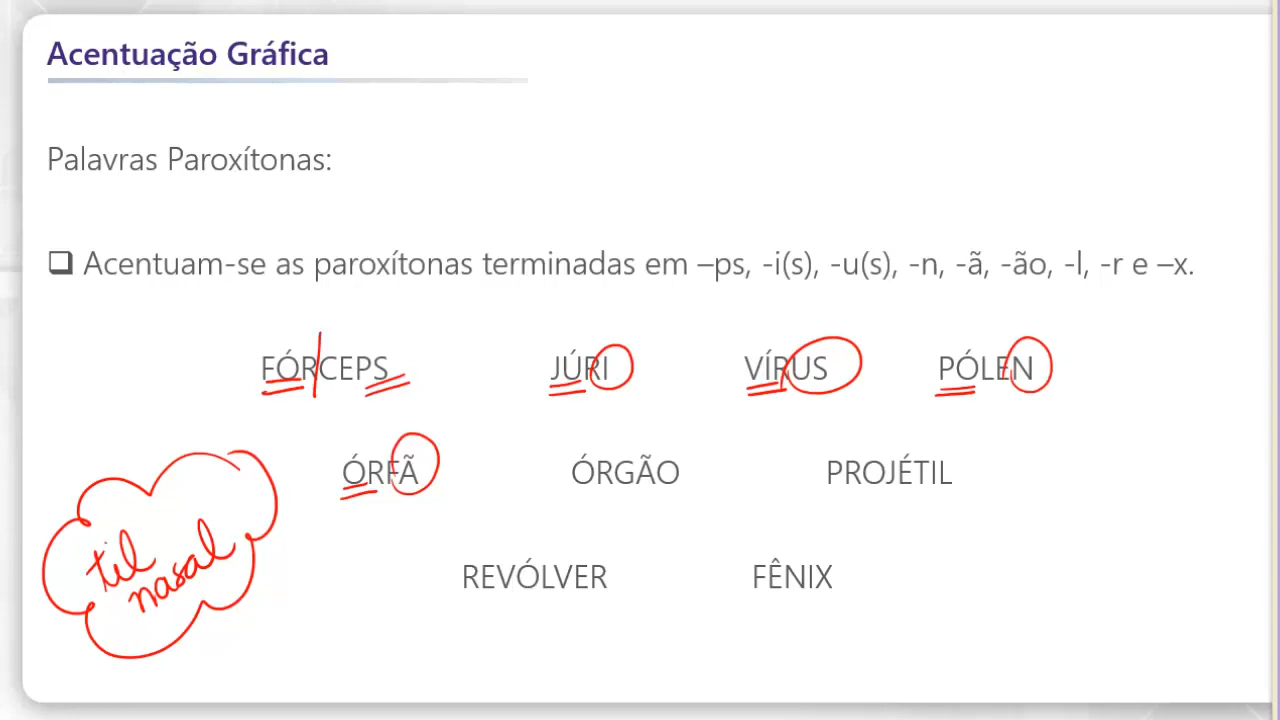 Acentuação Gráfica
Palavras Paroxítonas:
❑ Acentuam-se as paroxítonas terminadas em –ps, -i(s), -u(s), -n, -ã, -ão, -l, -r e –x.
FÓRCEPS JÚRI VÍRUS PÓLEN
ÓRFÃ ÓRGÃO PROJÉTIL
til
nasal
REVÓLVER FÊNIX